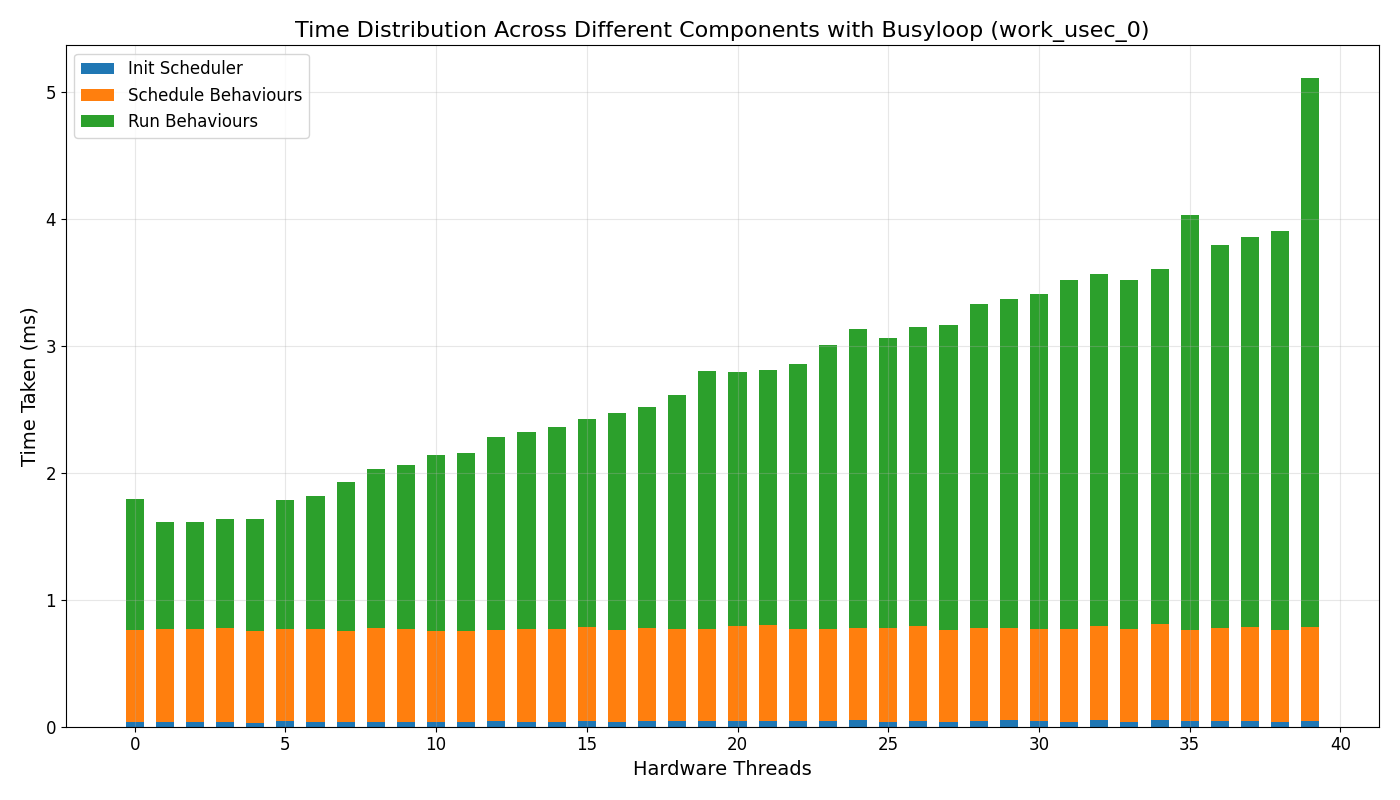 Time Distribution Across Different Components with Busyloop (work_usec_0)
Init Scheduler
Schedule Behaviours
Run Behaviours
Time Taken (ms)
5
4
3
2
1
0
0 5 10 15 20 25 30 35 40
Hardware Threads